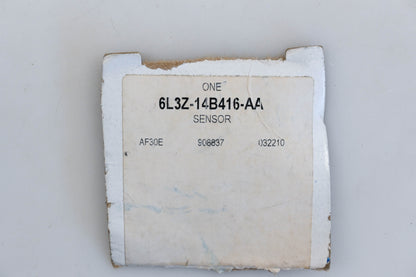 ONE
6L3Z-14B416-AA
SENSOR
AF30E 906837 032210